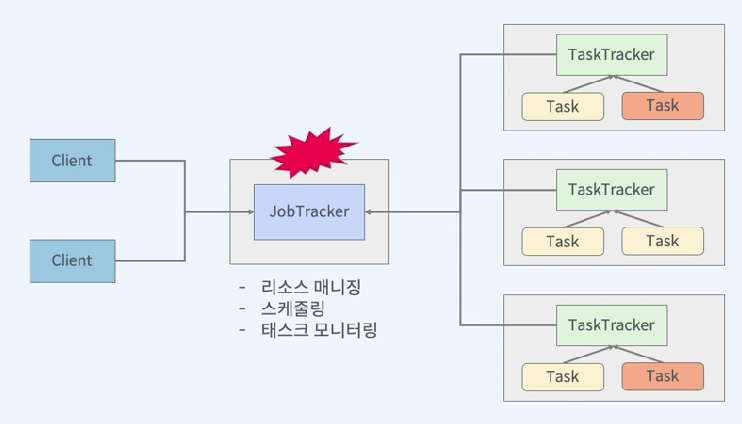 Client
Client
JobTracker
- 리소스 매니징
- 스케줄링
- 태스크 모니터링
TaskTracker
Task Task
TaskTracker
Task Task
TaskTracker
Task Task